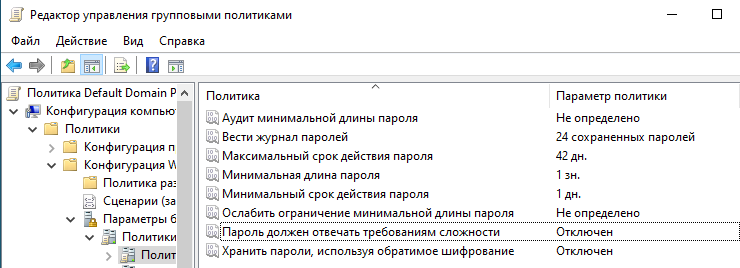 Редактор управления групповыми политиками
Файл Действие Вид Справка
Политика Default Domain P
Конфигурация компью
Политики
Конфигурация п
Конфигурация W
Политика раз
Сценарии (за
Параметры б
Политики
Полит
Политика Параметр политики
Аудит минимальной длины пароля Не определено
Вести журнал паролей 24 сохраненных паролей
Максимальный срок действия пароля 42 дн.
Минимальная длина пароля 1 зн.
Минимальный срок действия пароля 1 дн.
Ослабить ограничение минимальной длины пароля Не определено
Пароль должен отвечать требованиям сложности Отключен
Хранить пароли, используя обратимое шифрование Отключен